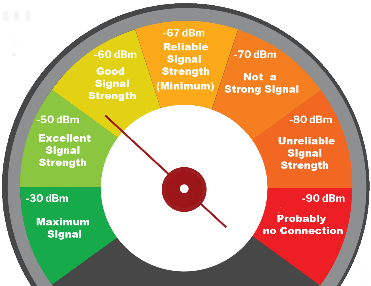 -67 dBm
Reliable
Signal
Strength
(Minimum)
-60 dBm
Good
Signal
Strength
-70 dBm
Not a
Strong Signal
-50 dBm
Excellent
Signal
Strength
-80 dBm
Unreliable
Signal
Strength
-30 dBm
Maximum
Signal
-90 dBm
Probably
no Connection